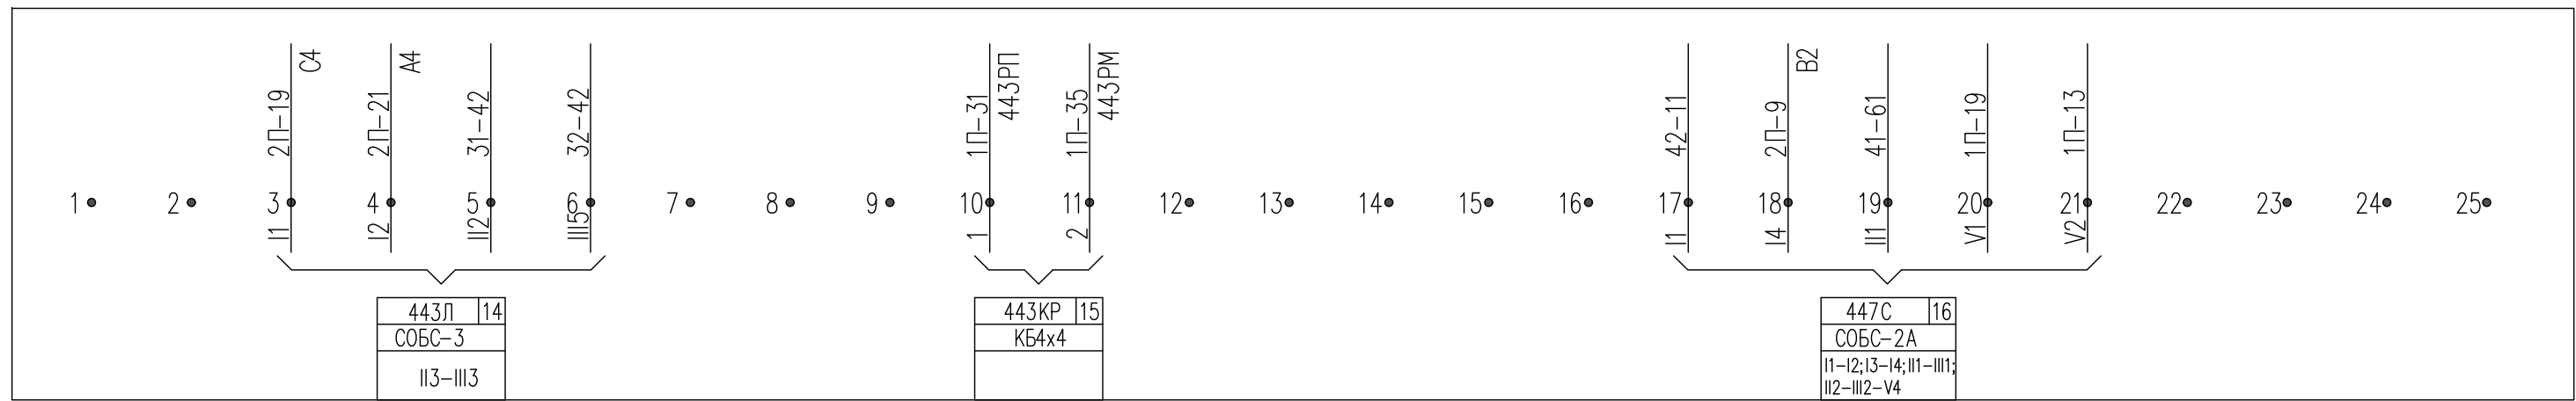 С4
А4
443РП
443РМ
В2
2П-19
2П-21
31-42
32-42
1П-31
1П-35
42-11
2П-9
41-61
1П-19
1П-13
1 2 3 4 5 6 7 8 9 10 11 12 13 14 15 16 17 18 19 20 21 22 23 24 25
I1 I2 II2 III5 1 2 I1 I4 III1 V1 V2
443Л 14
СОБС-3
II3-III3
443КР 15
КБ4х4
447С 16
СОБС-2А
I1-I2;I3-I4;II1-III1;
II2-III2-V4